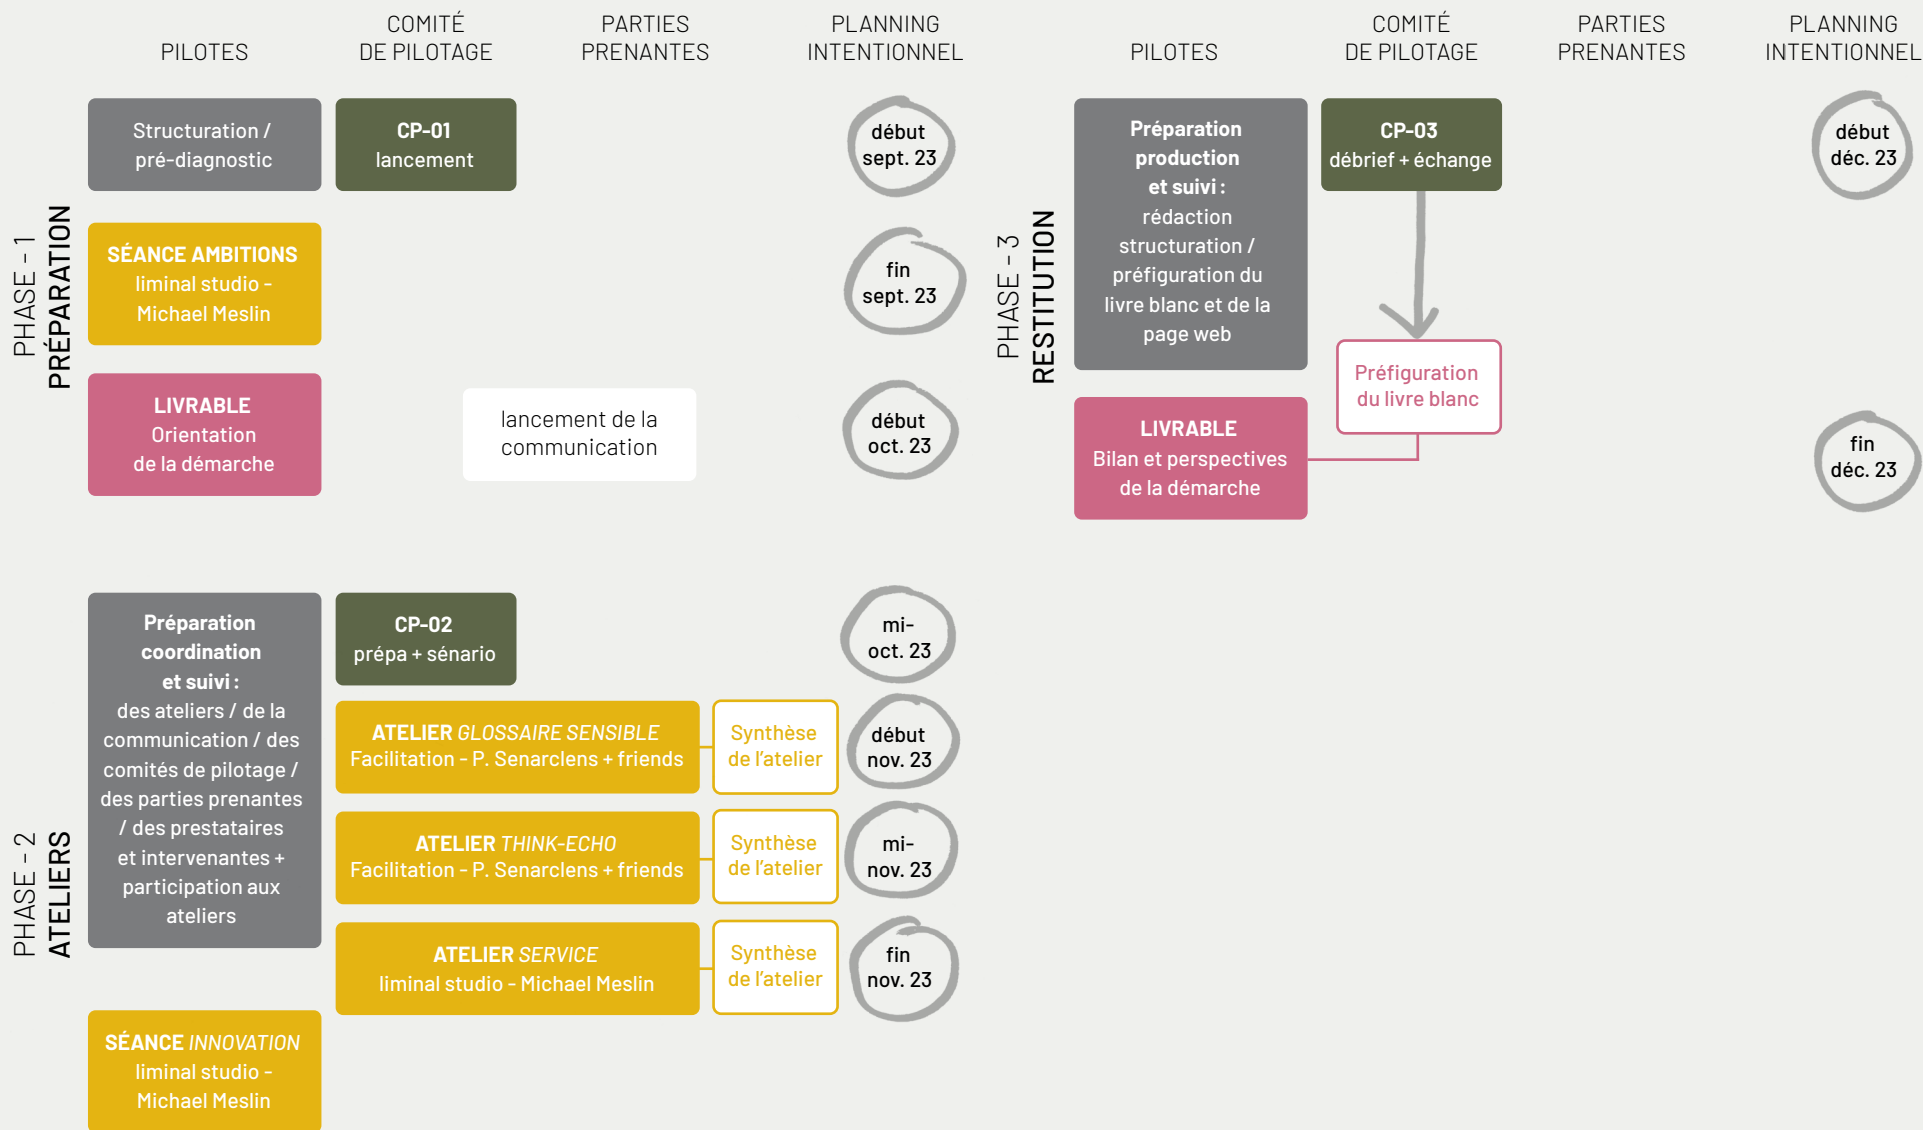 PILOTES
COMITÉ
DE PILOTAGE
PARTIES
PRENANTES
PLANNING
INTENTIONNEL
PHASE - 1
PRÉPARATION
Structuration /
pré-diagnostic
CP-01
lancement
début
sept. 23
SÉANCE AMBITIONS
liminal studio -
Michael Meslin
fin
sept. 23
LIVRABLE
Orientation
de la démarche
lancement de la
communication
début
oct. 23
PHASE - 2
ATELIERS
Préparation
coordination
et suivi :
des ateliers / de la
communication / des
comités de pilotage /
des parties prenantes
/ des prestataires
et intervenantes +
participation aux
ateliers
CP-02
prépa + sénario
mi-
oct. 23
ATELIER GLOSSAIRE SENSIBLE
Facilitation - P. Senarclens + friends
Synthèse
de l'atelier
début
nov. 23
ATELIER THINK-ECHO
Facilitation - P. Senarclens + friends
Synthèse
de l'atelier
mi-
nov. 23
ATELIER SERVICE
liminal studio - Michael Meslin
Synthèse
de l'atelier
fin
nov. 23
SÉANCE INNOVATION
liminal studio -
Michael Meslin
PILOTES
COMITÉ
DE PILOTAGE
PARTIES
PRENANTES
PLANNING
INTENTIONNEL
PHASE - 3
RESTITUTION
Préparation
production
et suivi :
rédaction
structuration /
préfiguration du
livre blanc et de la
page web
CP-03
débrief + échange
début
déc. 23
Préfiguration
du livre blanc
LIVRABLE
Bilan et perspectives
de la démarche
fin
déc. 23